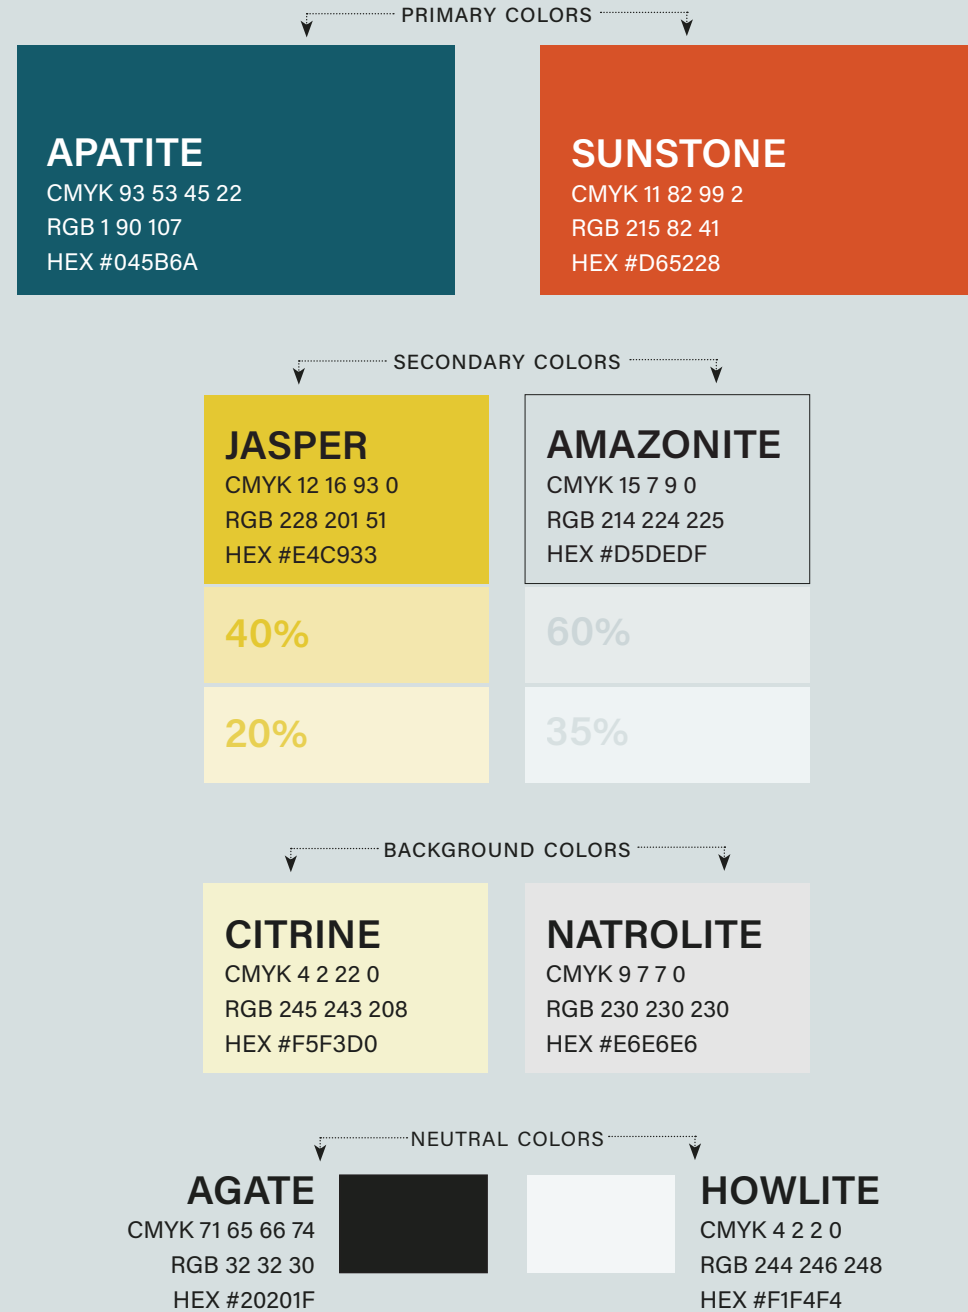 PRIMARY COLORS
APATITE
CMYK 93 53 45 22
RGB 1 90 107
HEX #045B6A
SUNSTONE
CMYK 11 82 99 2
RGB 215 82 41
HEX #D65228
SECONDARY COLORS
JASPER
CMYK 12 16 93 0
RGB 228 201 51
HEX #E4C933
40%
20%
AMAZONITE
CMYK 15 7 9 0
RGB 214 224 225
HEX #D5DEDF
60%
35%
BACKGROUND COLORS
CITRINE
CMYK 4 2 22 0
RGB 245 243 208
HEX #F5F3D0
NATROLITE
CMYK 9 7 7 0
RGB 230 230 230
HEX #E6E6E6
NEUTRAL COLORS
AGATE
CMYK 71 65 66 74
RGB 32 32 30
HEX #20201F
HOWLITE
CMYK 4 2 2 0
RGB 244 246 248
HEX #F1F4F4